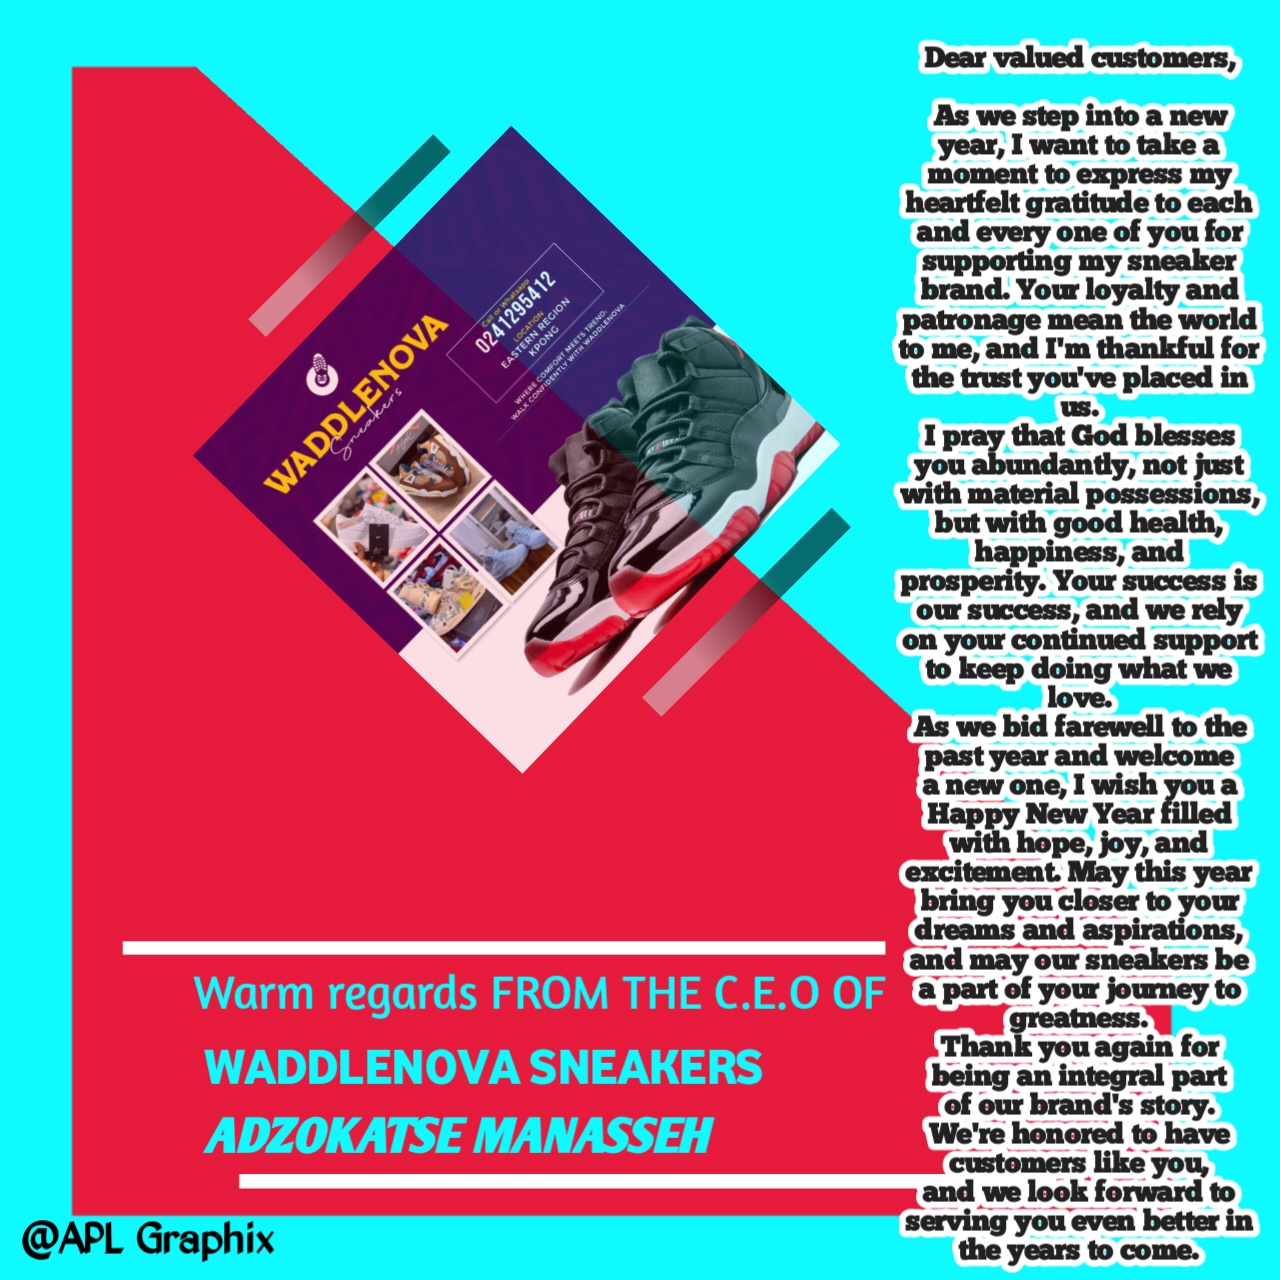 Dear valued customers,
As we step into a new
year, I want to take a
moment to express my
heartfelt gratitude to each
and every one of you for
supporting my sneaker
brand. Your loyalty and
patronage mean the world
to me, and I'm thankful for
the trust you've placed in
us.
I pray that God blesses
you abundantly, not just
with material possessions,
but with good health,
happiness, and
prosperity. Your success is
our success, and we rely
on your continued support
to keep doing what we
love.
As we bid farewell to the
past year and welcome
a new one, I wish you a
Happy New Year filled
with hope, joy, and
excitement. May this year
bring you closer to your
dreams and aspirations,
and may our sneakers be
a part of your journey to
greatness.
Thank you again for
being an integral part
of our brand's story.
We're honored to have
customers like you,
and we look forward to
serving you even better in
the years to come.
WADDLENOVA
Sneakers
Call or Whatsapp
0241295412
LOCATION
EASTERN REGION
KPONG
WHERE COMFORT MEETS TREND:
WALK CONFIDENTLY WITH WADDLENOVA
Warm regards FROM THE C.E.O OF
WADDLENOVA SNEAKERS
ADZOKATSE MANASSEH
@APL Graphix